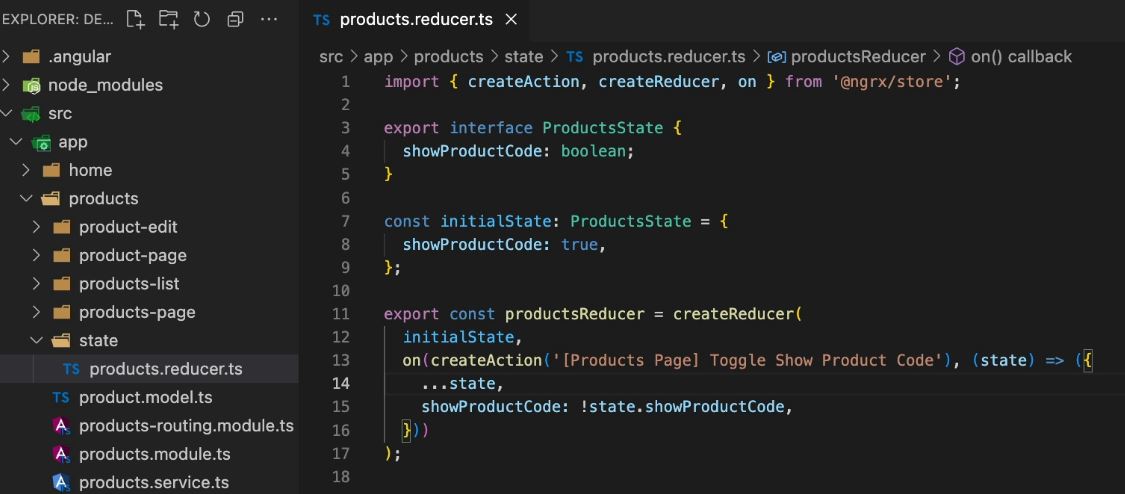 EXPLORER: DE...
.angular
node_modules
src
app
home
products
product-edit
product-page
products-list
products-page
state
TS products.reducer.ts
TS product.model.ts
products-routing.module.ts
products.module.ts
products.service.ts
TS products.reducer.ts ×
src > app > products > state > TS products.reducer.ts > productsReducer > on() callback
1 import { createAction, createReducer, on } from '@ngrx/store';
2
3 export interface ProductsState {
4 showProductCode: boolean;
5 }
6
7 const initialState: ProductsState = {
8 showProductCode: true,
9 };
10
11 export const productsReducer = createReducer(
12 initialState,
13 on(createAction('[Products Page] Toggle Show Product Code'), (state) => ({
14 ...state,
15 showProductCode: !state.showProductCode,
16 }))
17 );
18